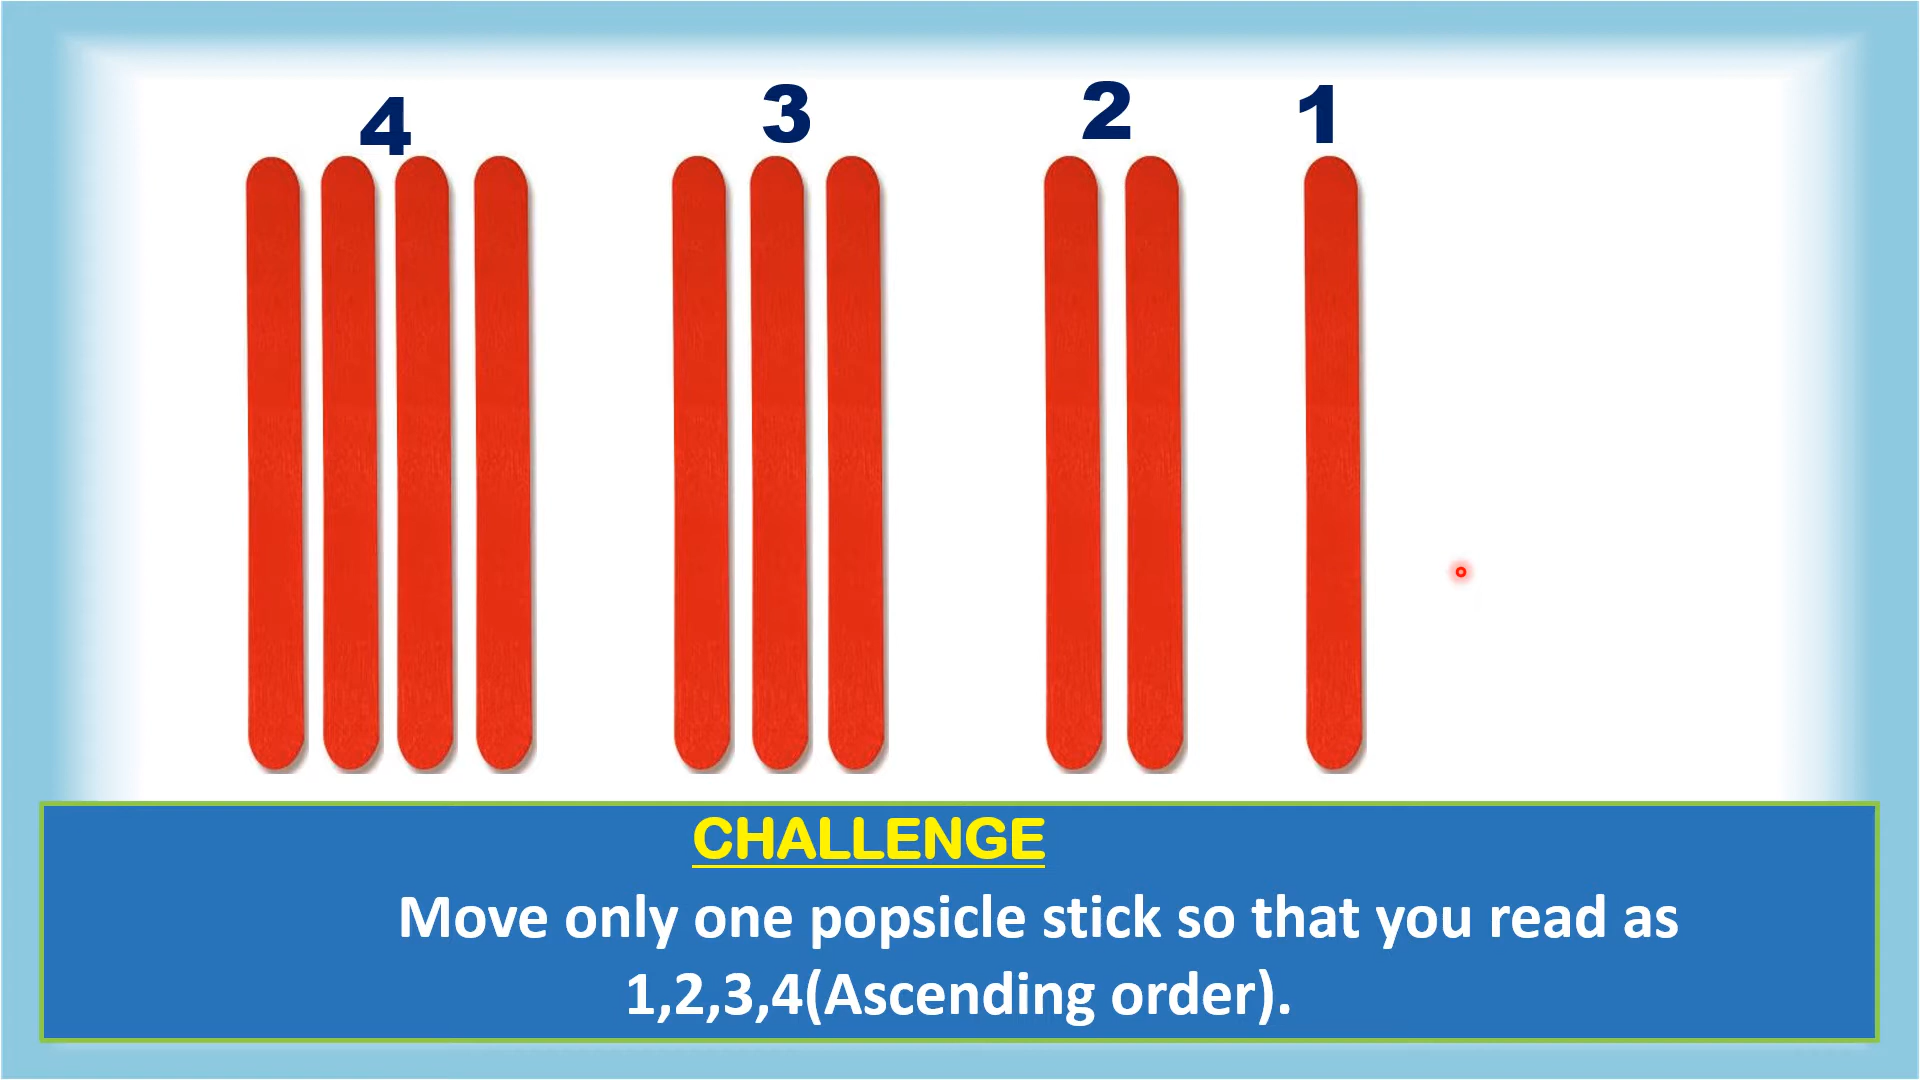 4 3 2 1
CHALLENGE
Move only one popsicle stick so that you read as
1,2,3,4(Ascending order).